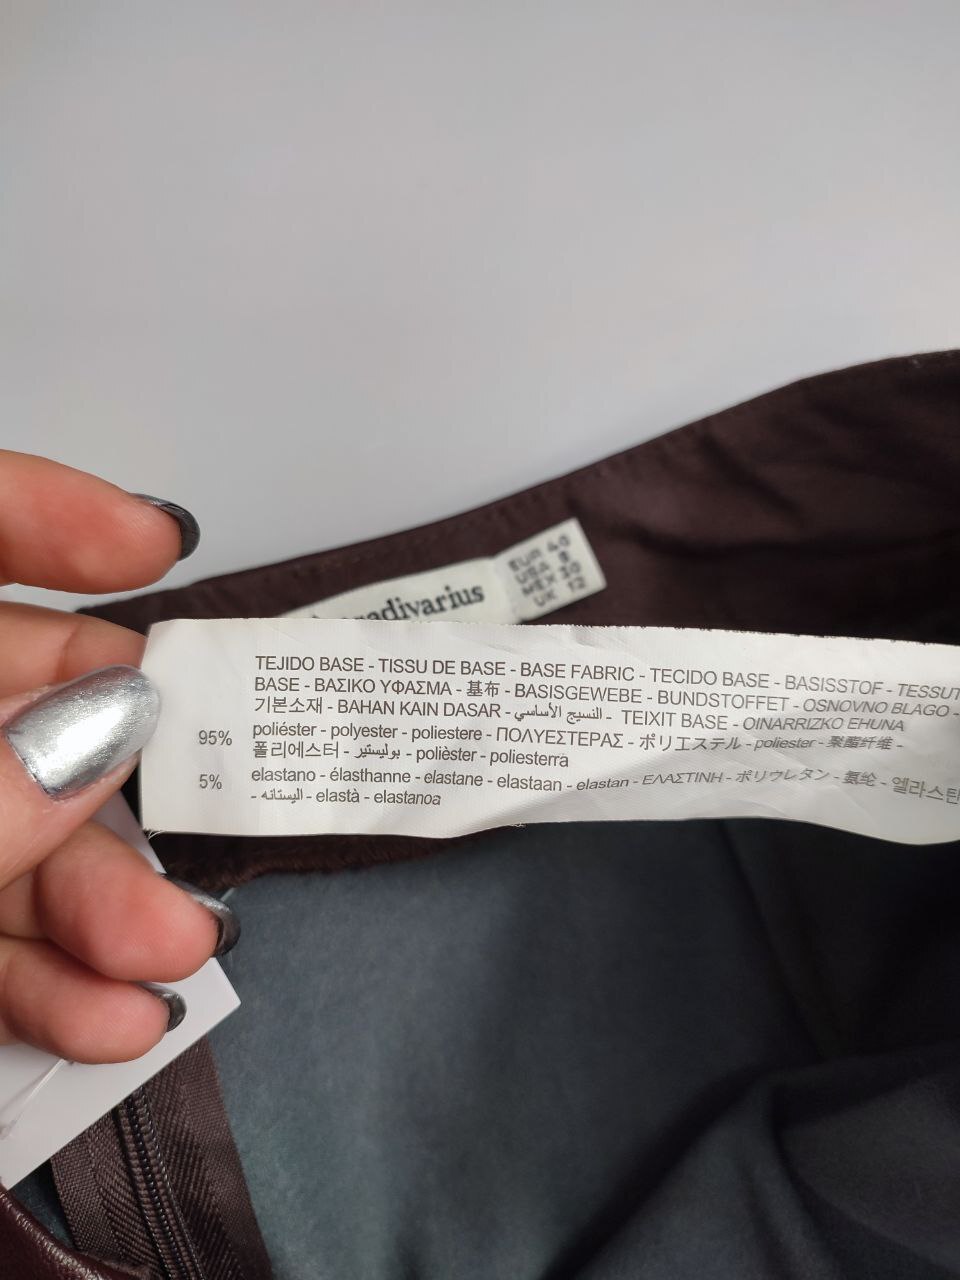 EUR 40
USA 8
MEX 30
UK 12
TEJIDO BASE - TISSU DE BASE - BASE FABRIC - TECIDO BASE - BASISSTOF - TESSUT
BASE - ΒΑΣΙΚΟ ΥΦΑΣΜΑ - 基布 - BASISGEWEBE - BUNDSTOFFET - OSNOVNO BLAGO -
기본소재 - BAHAN KAIN DASAR - النسيج الأساسي - TEIXIT BASE - OINARRIZKO EHUNA
95% poliéster - polyester - poliestere - ΠΟΛΥΕΣΤΕΡΑΣ - ポリエステル - poliester - 聚酯纤维 -
폴리에스터 - بوليستير - polièster - poliesterra
5% elastano - élasthanne - elastane - elastaan - elastan - ΕΛΑΣΤΙΝΗ - ポリウレタン - 氨纶 - 엘라스탄
- اليستانه - elastà - elastanoa